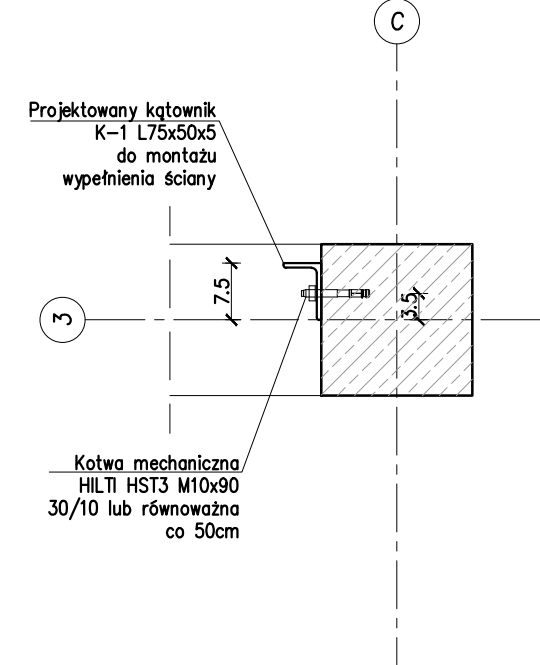 C
Projektowany kątownik
K-1 L75x50x5
do montażu
wypełnienia ściany
7.5
3.5
3
Kotwa mechaniczna
HILTI HST3 M10x90
30/10 lub równoważna
co 50cm